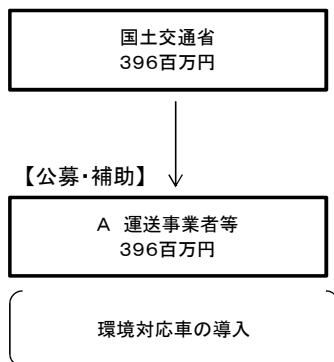 国土交通省
396百万円
【公募・補助】
A 運送事業者等
396百万円
環境対応車の導入